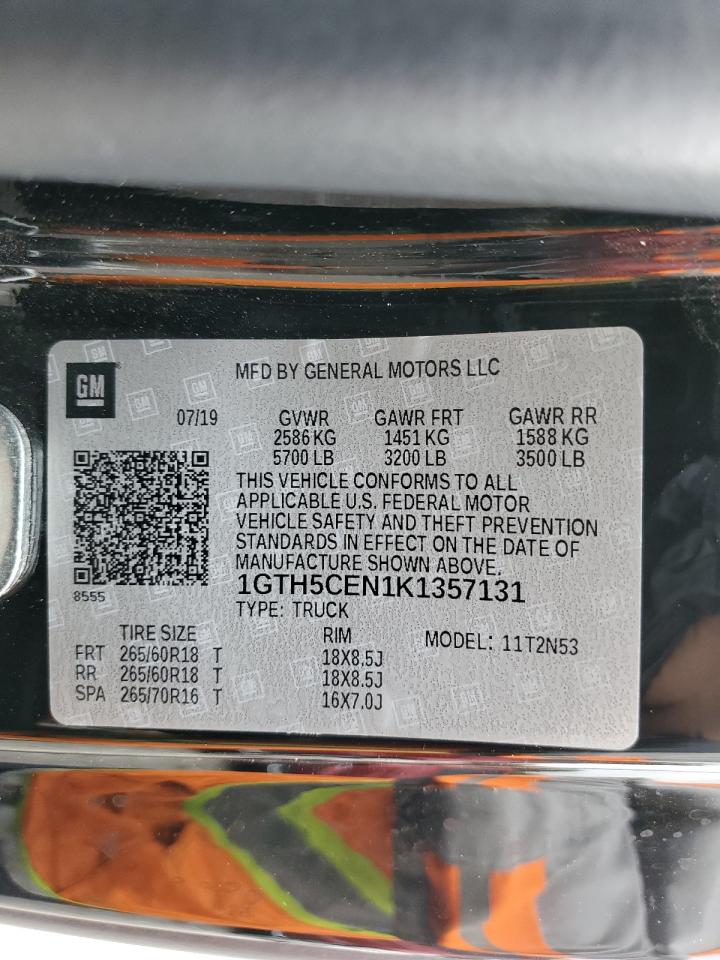 GM
MFD BY GENERAL MOTORS LLC
07/19 GVWR GAWR FRT GAWR RR
2586 KG 1451 KG 1588 KG
5700 LB 3200 LB 3500 LB
THIS VEHICLE CONFORMS TO ALL
APPLICABLE U.S. FEDERAL MOTOR
VEHICLE SAFETY AND THEFT PREVENTION
STANDARDS IN EFFECT ON THE DATE OF
MANUFACTURE SHOWN ABOVE.
8555
1GTH5CEN1K1357131
TYPE: TRUCK
TIRE SIZE RIM MODEL: 11T2N53
FRT 265/60R18 T 18X8.5J
RR 265/60R18 T 18X8.5J
SPA 265/70R16 T 16X7.0J